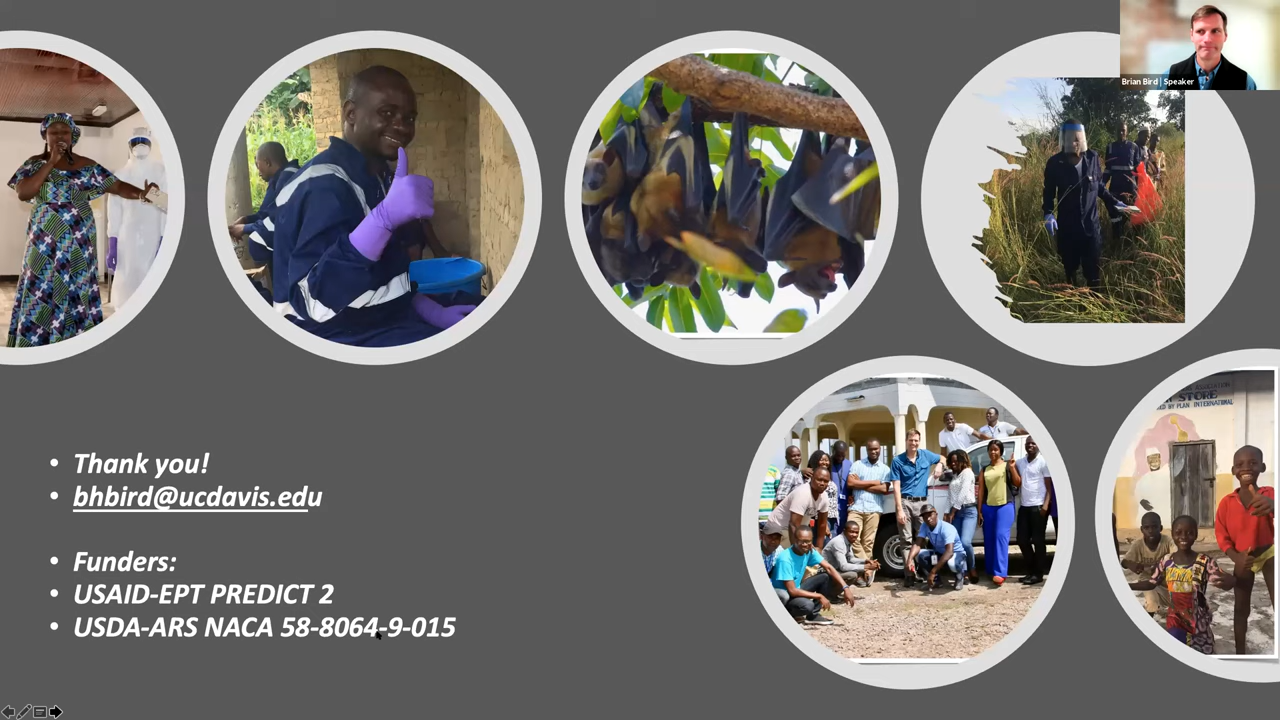 Brian Bird | Speaker
STORE
BY PLAN INTERNATIONAL
Thank you!
bhbird@ucdavis.edu
Funders:
USAID-EPT PREDICT 2
USDA-ARS NACA 58-8064-9-015